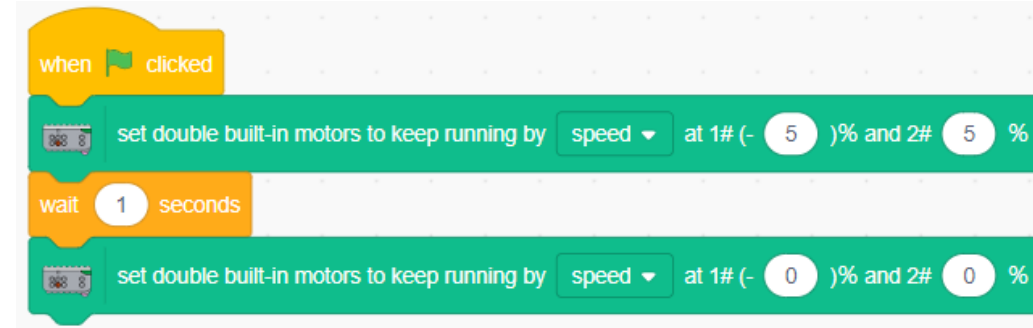 when clicked
set double built-in motors to keep running by speed at 1# (- 5 )% and 2# 5 %
wait 1 seconds
set double built-in motors to keep running by speed at 1# (- 0 )% and 2# 0 %